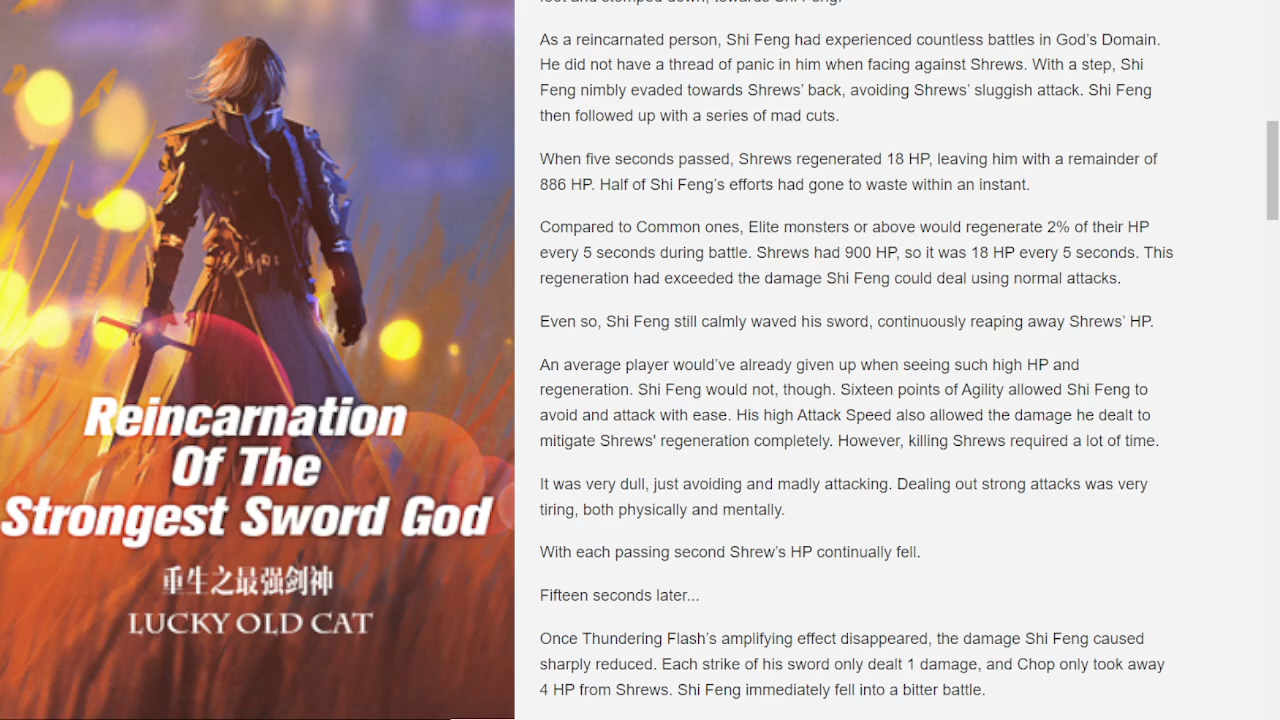 Reincarnation
Of The
Strongest Sword God
重生之最强剑神
LUCKY OLD CAT
As a reincarnated person, Shi Feng had experienced countless battles in God's Domain.
He did not have a thread of panic in him when facing against Shrews. With a step, Shi
Feng nimbly evaded towards Shrews’ back, avoiding Shrews’ sluggish attack. Shi Feng
then followed up with a series of mad cuts.
When five seconds passed, Shrews regenerated 18 HP, leaving him with a remainder of
886 HP. Half of Shi Feng’s efforts had gone to waste within an instant.
Compared to Common ones, Elite monsters or above would regenerate 2% of their HP
every 5 seconds during battle. Shrews had 900 HP, so it was 18 HP every 5 seconds. This
regeneration had exceeded the damage Shi Feng could deal using normal attacks.
Even so, Shi Feng still calmly waved his sword, continuously reaping away Shrews’ HP.
An average player would’ve already given up when seeing such high HP and
regeneration. Shi Feng would not, though. Sixteen points of Agility allowed Shi Feng to
avoid and attack with ease. His high Attack Speed also allowed the damage he dealt to
mitigate Shrews' regeneration completely. However, killing Shrews required a lot of time.
It was very dull, just avoiding and madly attacking. Dealing out strong attacks was very
tiring, both physically and mentally.
With each passing second Shrew’s HP continually fell.
Fifteen seconds later...
Once Thundering Flash’s amplifying effect disappeared, the damage Shi Feng caused
sharply reduced. Each strike of his sword only dealt 1 damage, and Chop only took away
4 HP from Shrews. Shi Feng immediately fell into a bitter battle.